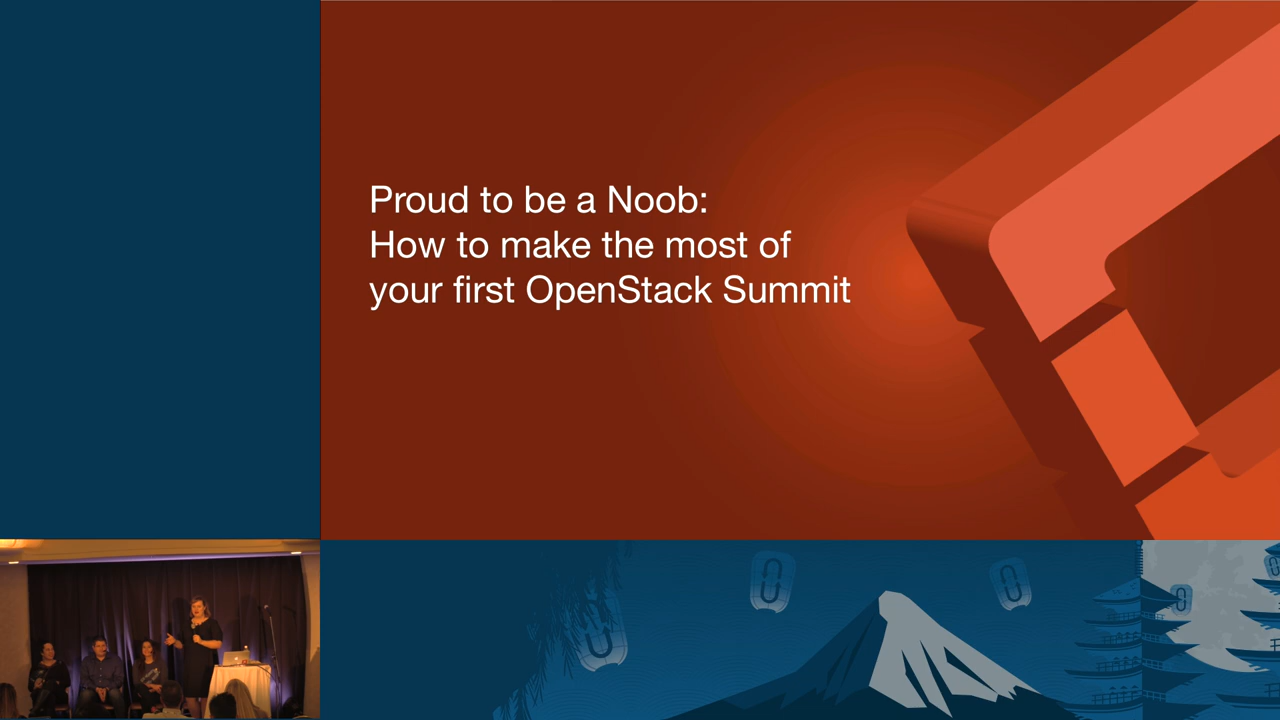 Proud to be a Noob:
How to make the most of
your first OpenStack Summit